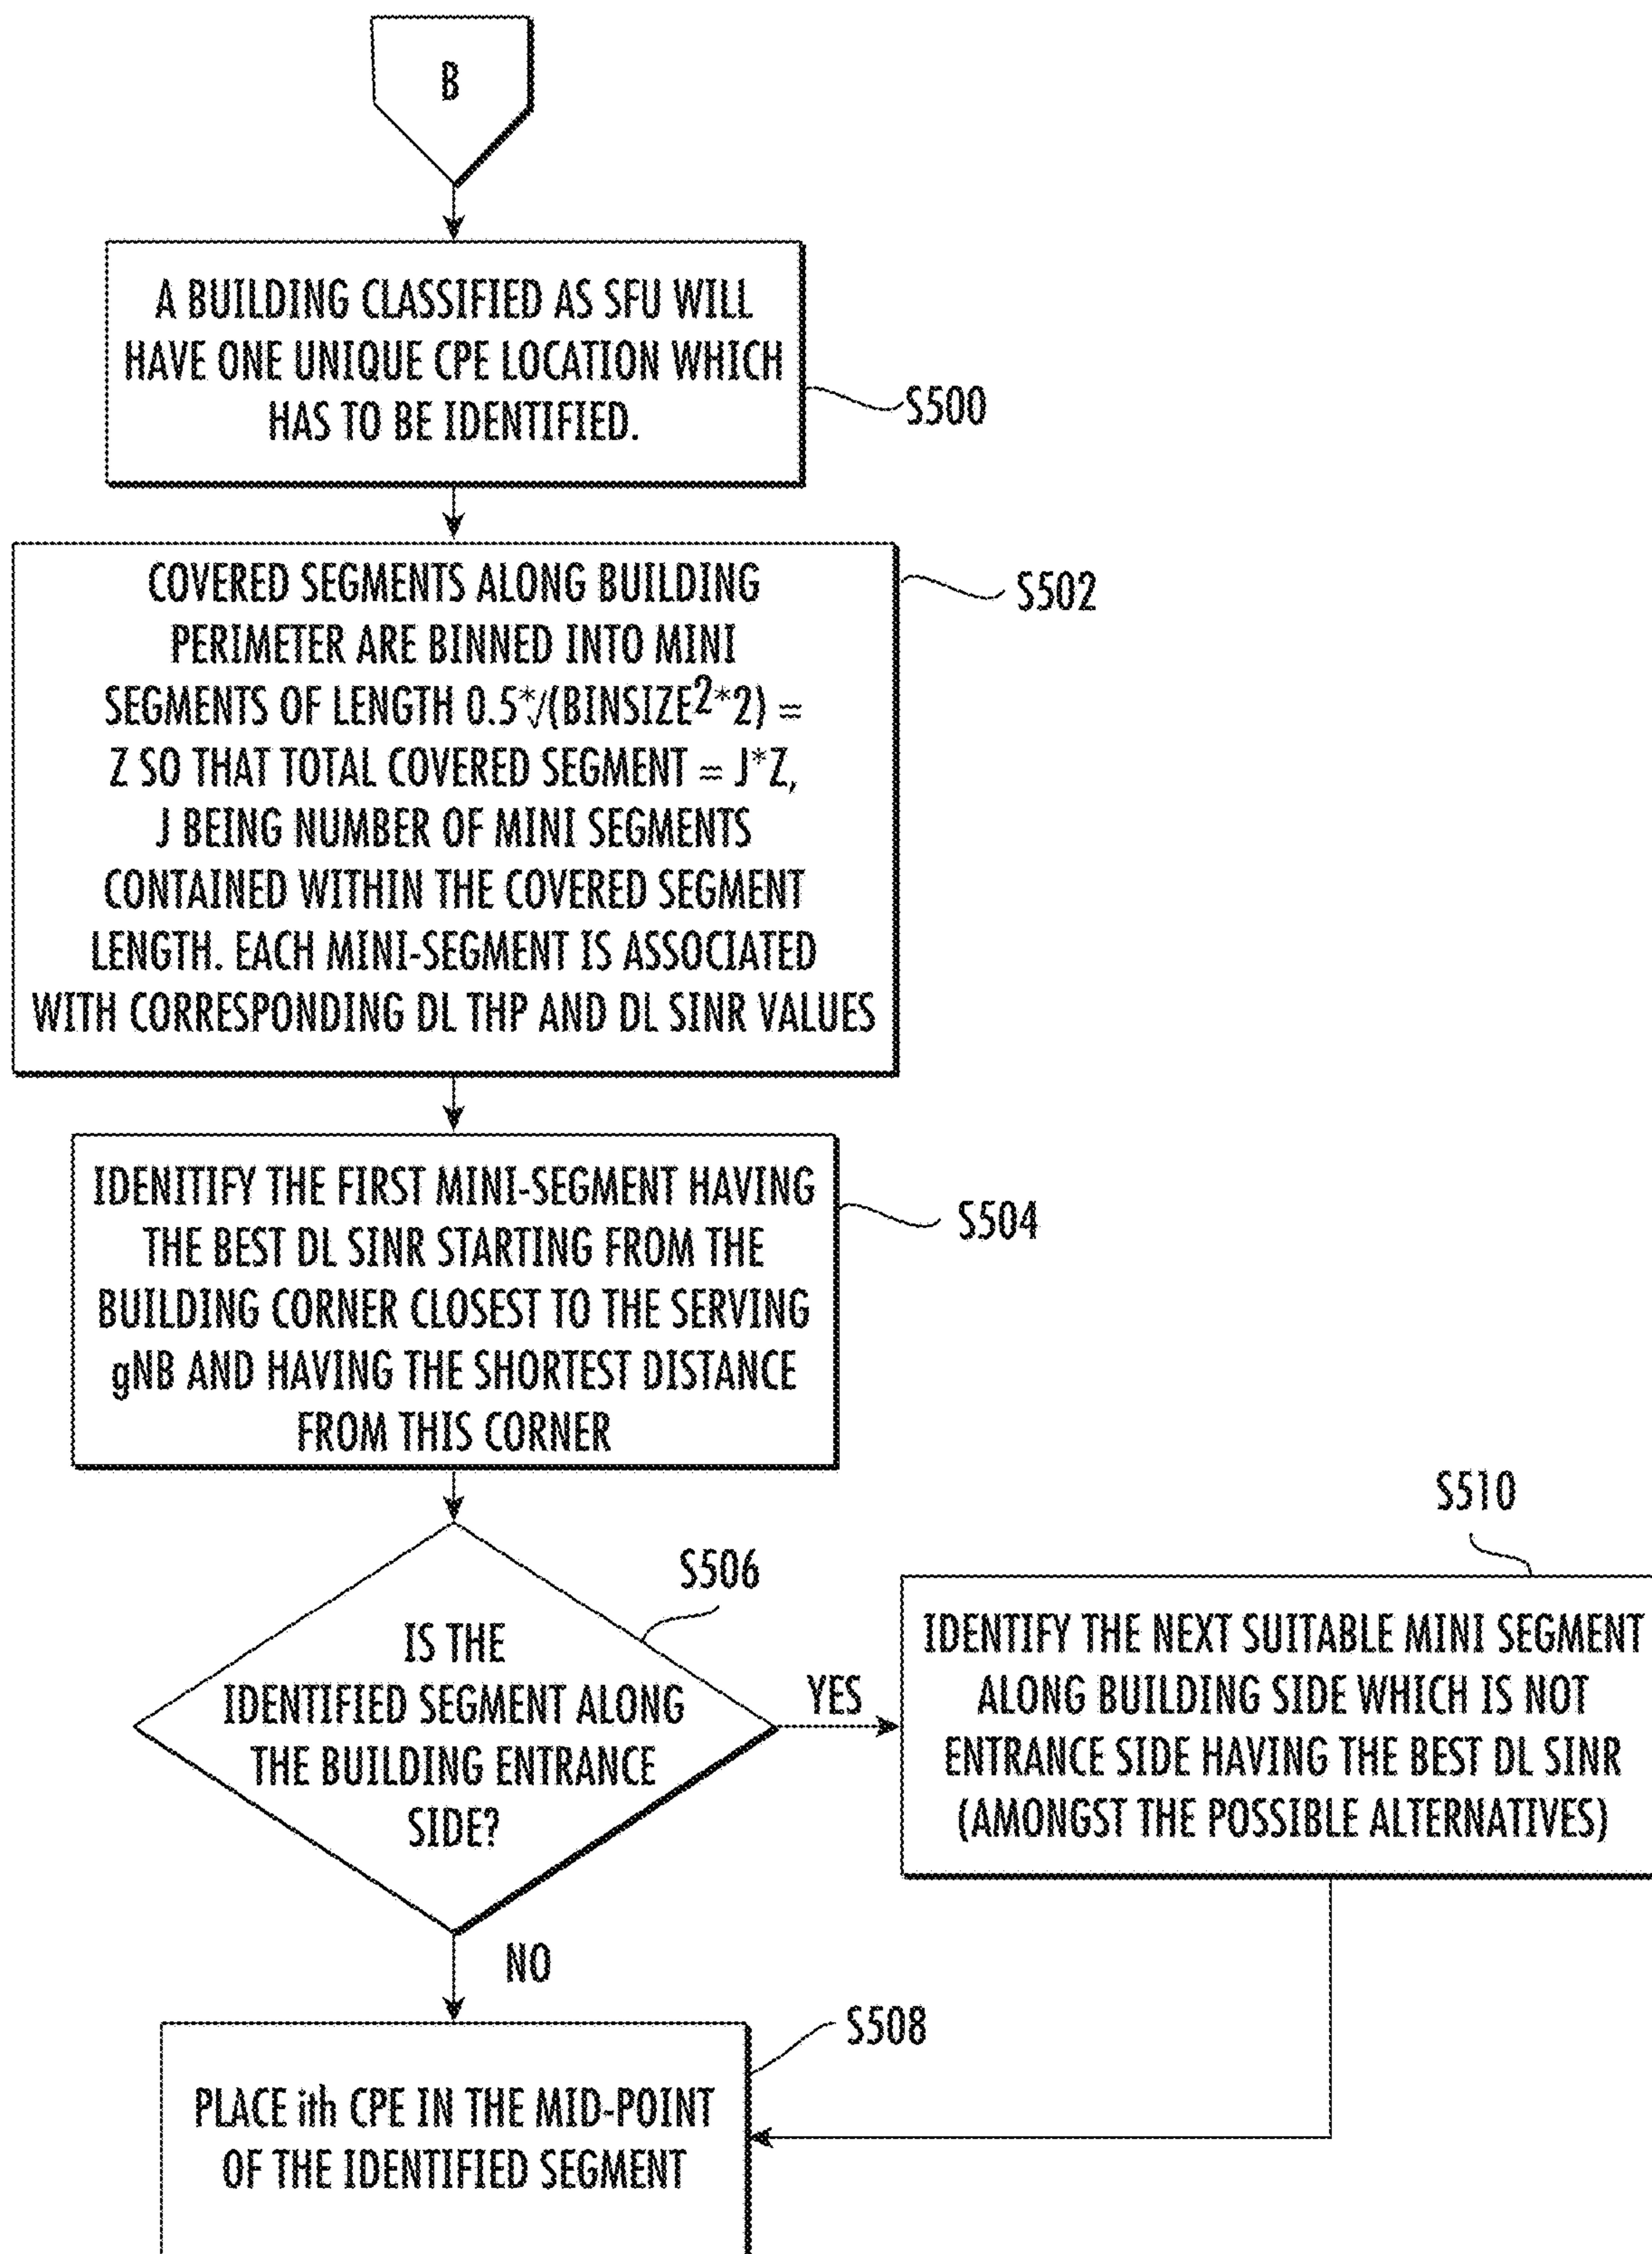 B
A BUILDING CLASSIFIED AS SFU WILL
HAVE ONE UNIQUE CPE LOCATION WHICH
HAS TO BE IDENTIFIED.
S500
COVERED SEGMENTS ALONG BUILDING
PERIMETER ARE BINNED INTO MINI
SEGMENTS OF LENGTH 0.5*√(BINSIZE²*2) =
Z SO THAT TOTAL COVERED SEGMENT = J*Z,
J BEING NUMBER OF MINI SEGMENTS
CONTAINED WITHIN THE COVERED SEGMENT
LENGTH. EACH MINI-SEGMENT IS ASSOCIATED
WITH CORRESPONDING DL THP AND DL SINR VALUES
S502
IDENITIFY THE FIRST MINI-SEGMENT HAVING
THE BEST DL SINR STARTING FROM THE
BUILDING CORNER CLOSEST TO THE SERVING
gNB AND HAVING THE SHORTEST DISTANCE
FROM THIS CORNER
S504
IS THE
IDENTIFIED SEGMENT ALONG
THE BUILDING ENTRANCE
SIDE?
S506
YES
NO
S510
IDENTIFY THE NEXT SUITABLE MINI SEGMENT
ALONG BUILDING SIDE WHICH IS NOT
ENTRANCE SIDE HAVING THE BEST DL SINR
(AMONGST THE POSSIBLE ALTERNATIVES)
PLACE ith CPE IN THE MID-POINT
OF THE IDENTIFIED SEGMENT
S508